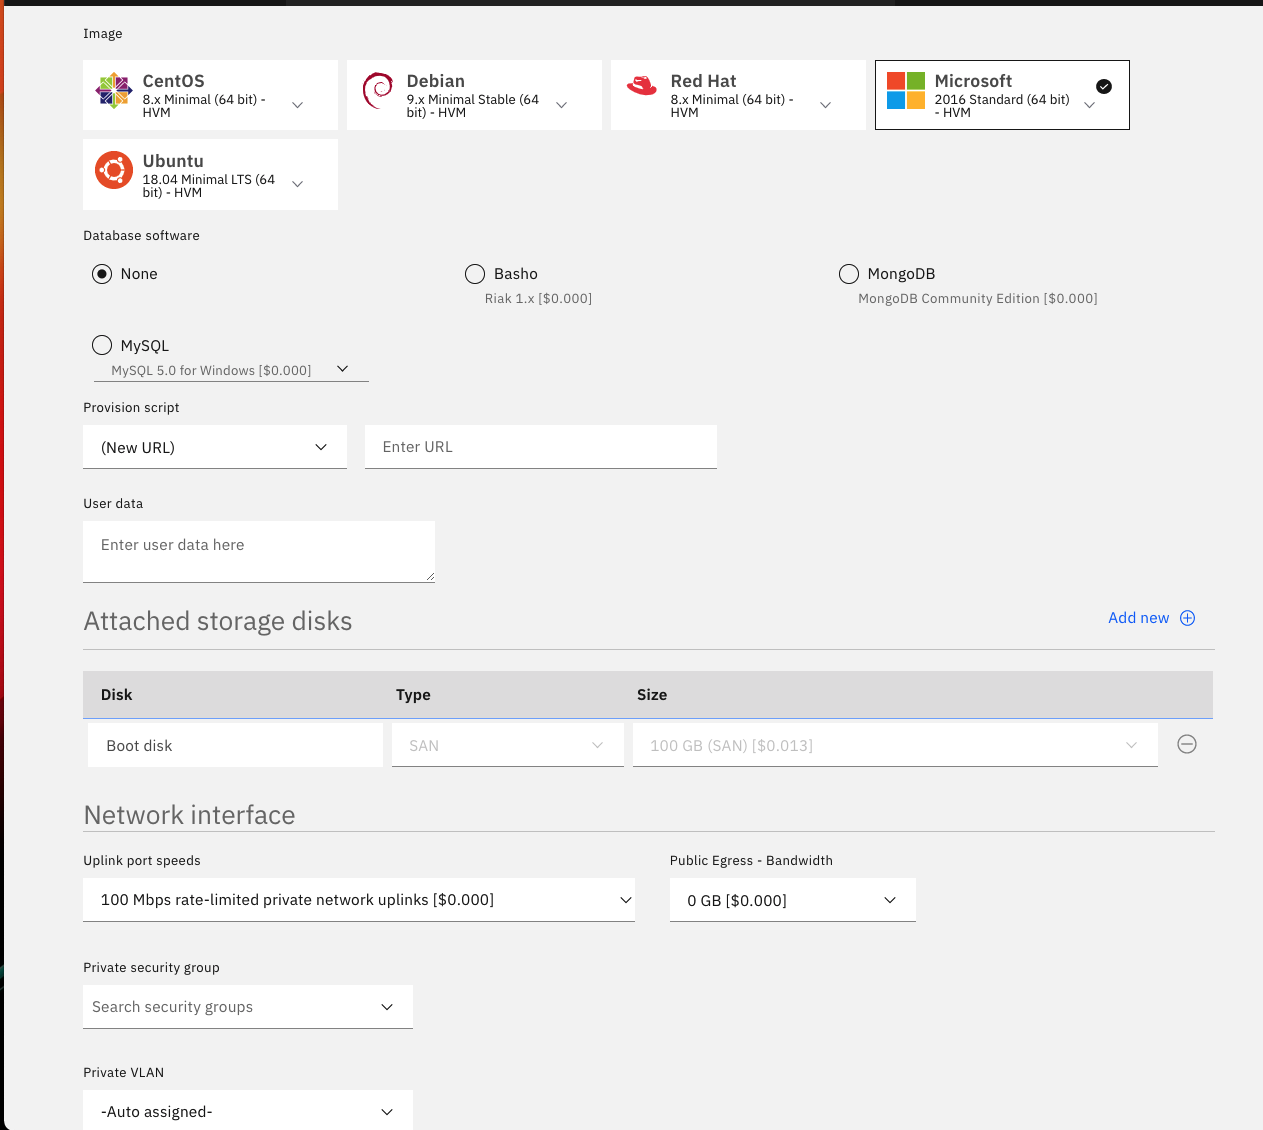 Image
CentOS
8.x Minimal (64 bit) -
HVM
Debian
9.x Minimal Stable (64
bit) - HVM
Red Hat
8.x Minimal (64 bit) -
HVM
Microsoft
2016 Standard (64 bit)
- HVM
Ubuntu
18.04 Minimal LTS (64
bit) - HVM
Database software
None
Basho
Riak 1.x [$0.000]
MongoDB
MongoDB Community Edition [$0.000]
MySQL
MySQL 5.0 for Windows [$0.000]
Provision script
(New URL)
Enter URL
User data
Enter user data here
Attached storage disks
Add new
Disk Type Size
Boot disk SAN 100 GB (SAN) [$0.013]
Network interface
Uplink port speeds
100 Mbps rate-limited private network uplinks [$0.000]
Public Egress - Bandwidth
0 GB [$0.000]
Private security group
Search security groups
Private VLAN
-Auto assigned-